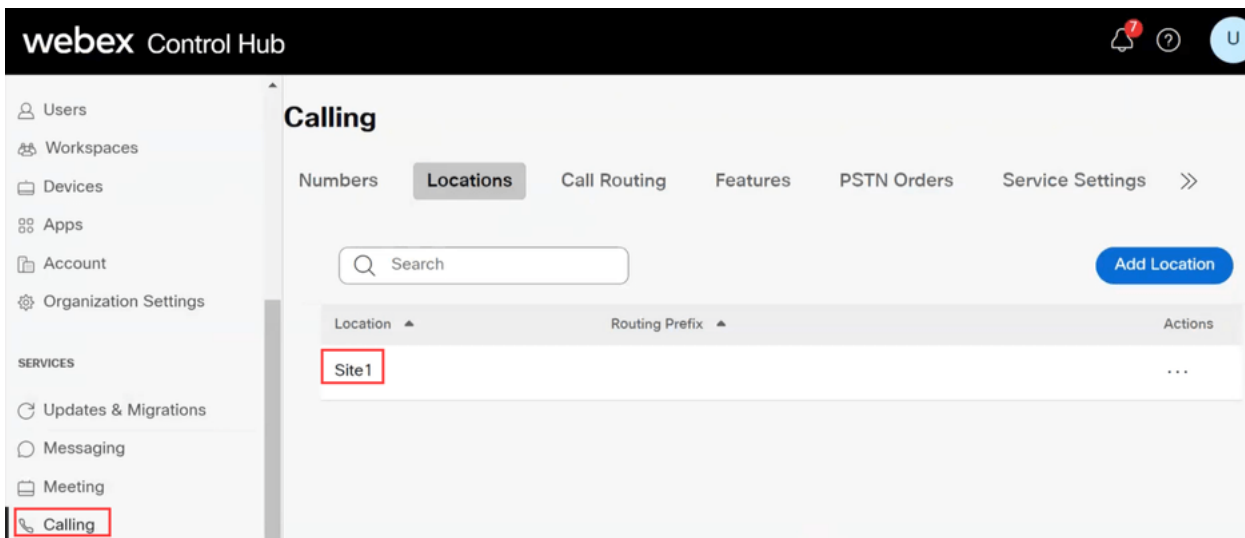 webex Control Hub
7
U
Users
Workspaces
Devices
Apps
Account
Organization Settings
SERVICES
Updates & Migrations
Messaging
Meeting
Calling
Calling
Numbers Locations Call Routing Features PSTN Orders Service Settings
Search
Add Location
Location Routing Prefix Actions
Site1